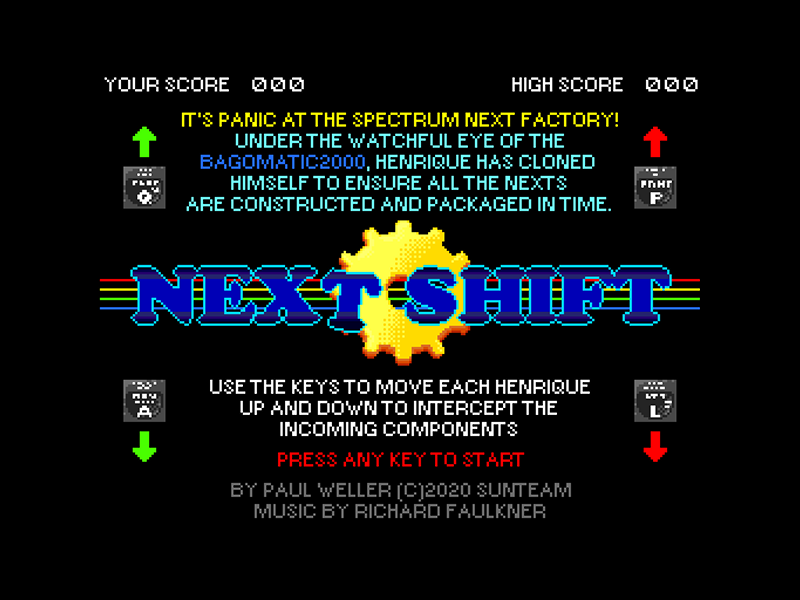 YOUR SCORE 000
HIGH SCORE 000
IT'S PANIC AT THE SPECTRUM NEXT FACTORY!
UNDER THE WATCHFUL EYE OF THE
BAGOMATIC2000, HENRIQUE HAS CLONED
HIMSELF TO ENSURE ALL THE NEXTS
ARE CONSTRUCTED AND PACKAGED IN TIME.
Q
P
NEXT SHIFT
A
L
USE THE KEYS TO MOVE EACH HENRIQUE
UP AND DOWN TO INTERCEPT THE
INCOMING COMPONENTS
PRESS ANY KEY TO START
BY PAUL WELLER (C)2020 SUNTEAM
MUSIC BY RICHARD FAULKNER